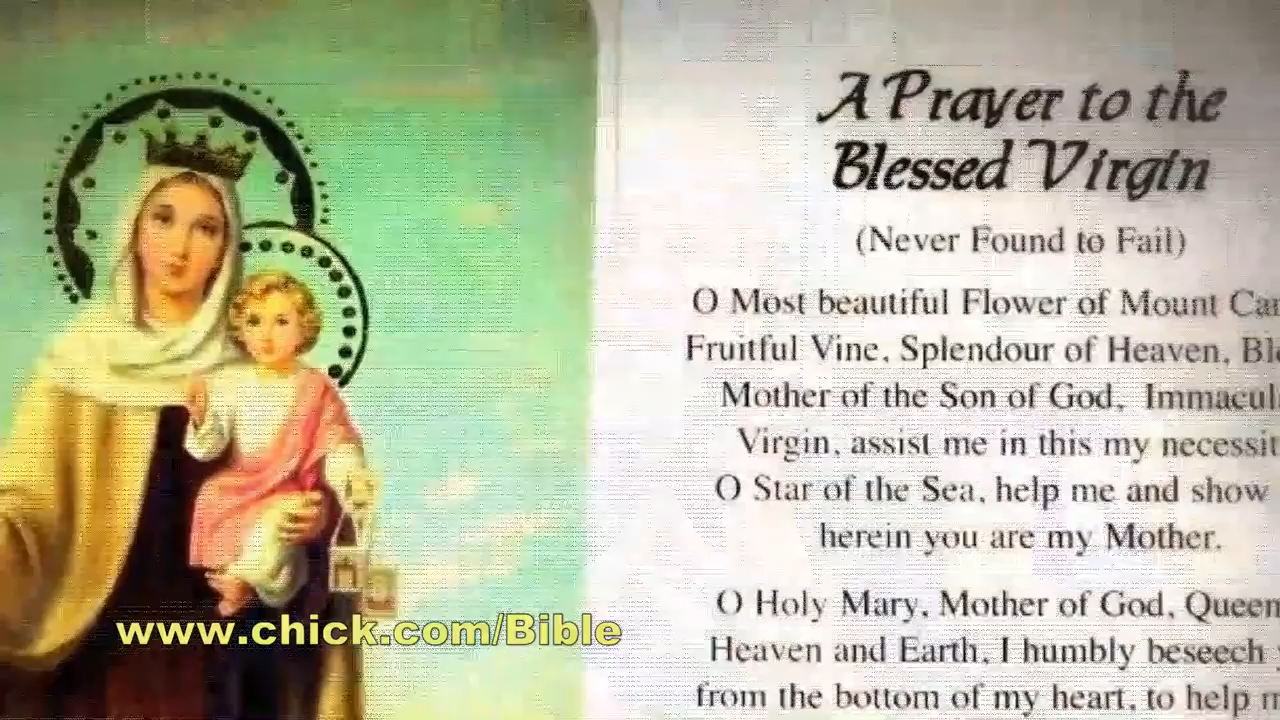 A Prayer to the
Blessed Virgin
(Never Found to Fail)
O Most beautiful Flower of Mount
Fruitful Vine, Splendour of Heaven,
Mother of the Son of God,
Virgin, assist me in this my
O Star of the Sea, help me and show
herein you are my Mother.
O Holy Mary, Mother of God,
Heaven and Earth, I humbly beseech
from the bottom of my heart, to help
www.chick.com/Bible